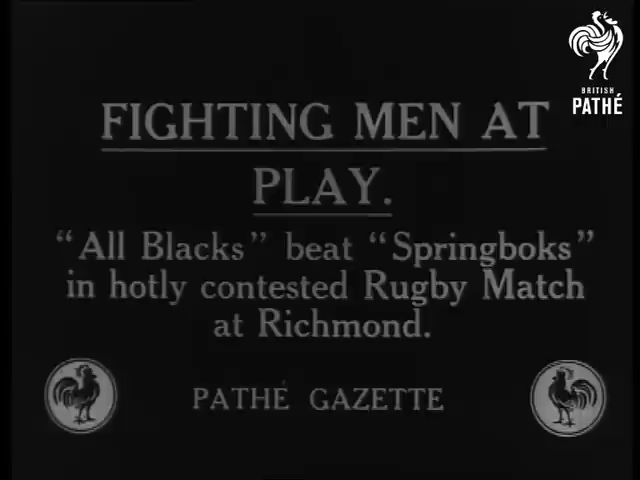 BRITISH
PATHÉ
FIGHTING MEN AT
PLAY.
"All Blacks" beat "Springboks"
in hotly contested Rugby Match
at Richmond.
PATHÉ GAZETTE